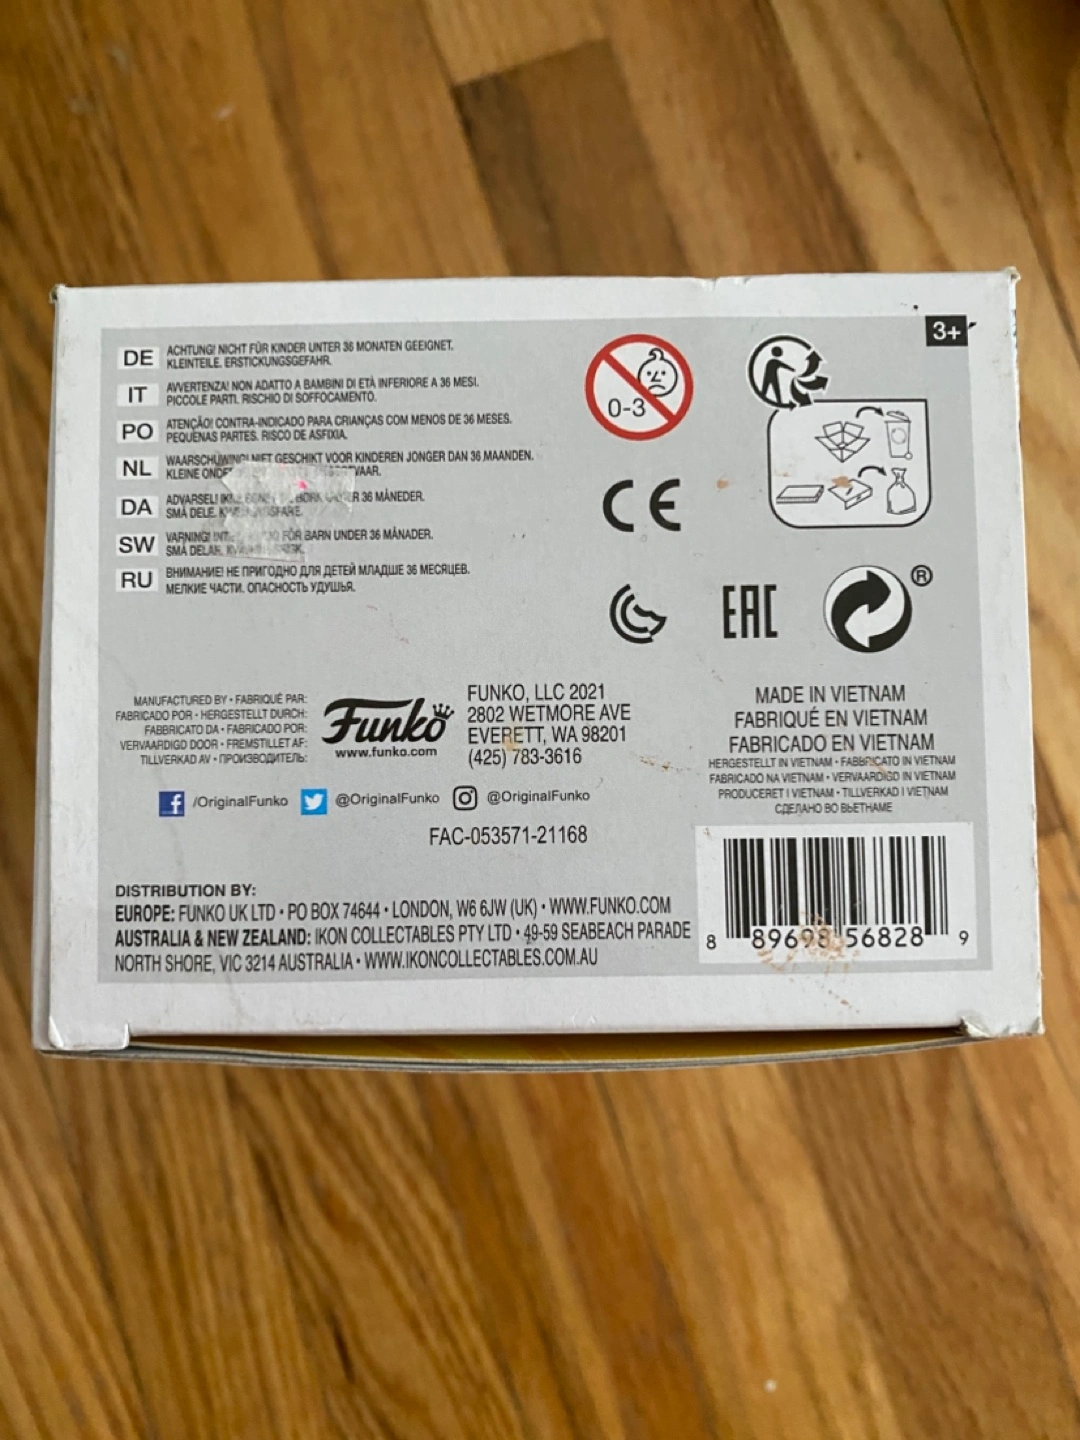 3+
DE ACHTUNG! NICHT FÜR KINDER UNTER 36 MONATEN GEEIGNET.
KLEINTEILE. ERSTICKUNGSGEFAHR.
IT AVVERTENZA! NON ADATTO A BAMBINI DI ETÀ INFERIORE A 36 MESI.
PICCOLE PARTI. RISCHIO DI SOFFOCAMENTO.
PO ATENÇÃO! CONTRA-INDICADO PARA CRIANÇAS COM MENOS DE 36 MESES.
PEQUENAS PARTES. RISCO DE ASFIXIA.
NL WAARSCHUWING! NIET GESCHIKT VOOR KINDEREN JONGER DAN 36 MAANDEN.
KLEINE
DA ADVARSEL! 36 MÅNEDER.
SMÅ DELE.
SW VARNING! FÖR BARN UNDER 36 MÅNADER.
SMÅ DELAR.
RU ВНИМАНИЕ! НЕ ПРИГОДНО ДЛЯ ДЕТЕЙ МЛАДШЕ 36 МЕСЯЦЕВ.
МЕЛКИЕ ЧАСТИ. ОПАСНОСТЬ УДУШЬЯ.
0-3
CE
EAC
®
MANUFACTURED BY • FABRIQUÉ PAR:
FABRICADO POR • HERGESTELLT DURCH:
FABBRICATO DA • FABRICADO POR:
VERVAARDIGD DOOR • FREMSTILLET AF:
TILLVERKAD AV • ПРОИЗВОДИТЕЛЬ:
Funko
www.funko.com
FUNKO, LLC 2021
2802 WETMORE AVE
EVERETT, WA 98201
(425) 783-3616
MADE IN VIETNAM
FABRIQUÉ EN VIETNAM
FABRICADO EN VIETNAM
HERGESTELLT IN VIETNAM • FABBRICATO IN VIETNAM
FABRICADO NA VIETNAM • VERVAARDIGD IN VIETNAM
PRODUCERET I VIETNAM • TILLVERKAD I VIETNAM
СДЕЛАНО ВО ВЬЕТНАМЕ
/OriginalFunko @OriginalFunko @OriginalFunko
FAC-053571-21168
DISTRIBUTION BY:
EUROPE: FUNKO UK LTD • PO BOX 74644 • LONDON, W6 6JW (UK) • WWW.FUNKO.COM
AUSTRALIA & NEW ZEALAND: IKON COLLECTABLES PTY LTD • 49-59 SEABEACH PARADE
NORTH SHORE, VIC 3214 AUSTRALIA • WWW.IKONCOLLECTABLES.COM.AU
8 89698 56828 9